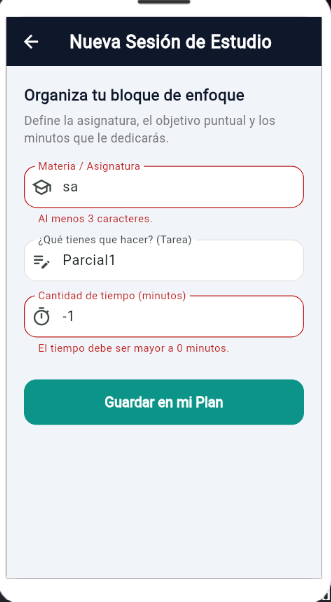 Nueva Sesión de Estudio
Organiza tu bloque de enfoque
Define la asignatura, el objetivo puntual y los
minutos que le dedicarás.
Materia / Asignatura
sa
Al menos 3 caracteres.
¿Qué tienes que hacer? (Tarea)
Parcial1
Cantidad de tiempo (minutos)
-1
El tiempo debe ser mayor a 0 minutos.
Guardar en mi Plan